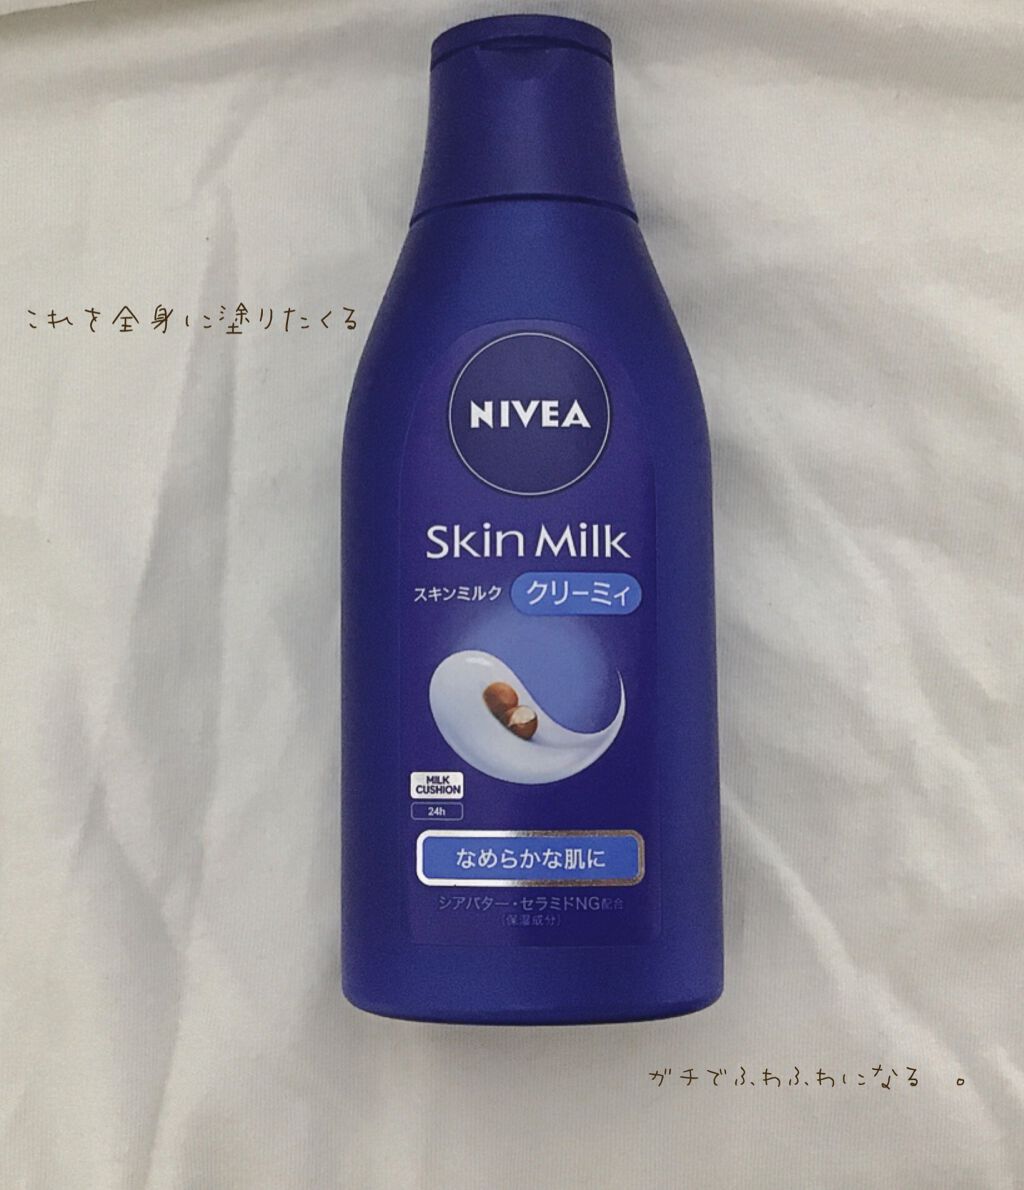 これを全身に塗りたくる
NIVEA
Skin Milk
スキンミルク クリーミィ
MILK
CUSHION
24h
なめらかな肌に
シアバター・セラミドNG配合
(保湿成分)
ガチでふわふわになる 。